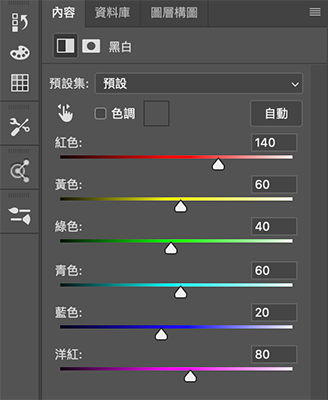 內容 資料庫 圖層構圖
黑白
預設集: 預設
色調 自動
紅色: 140
黃色: 60
綠色: 40
青色: 60
藍色: 20
洋紅: 80